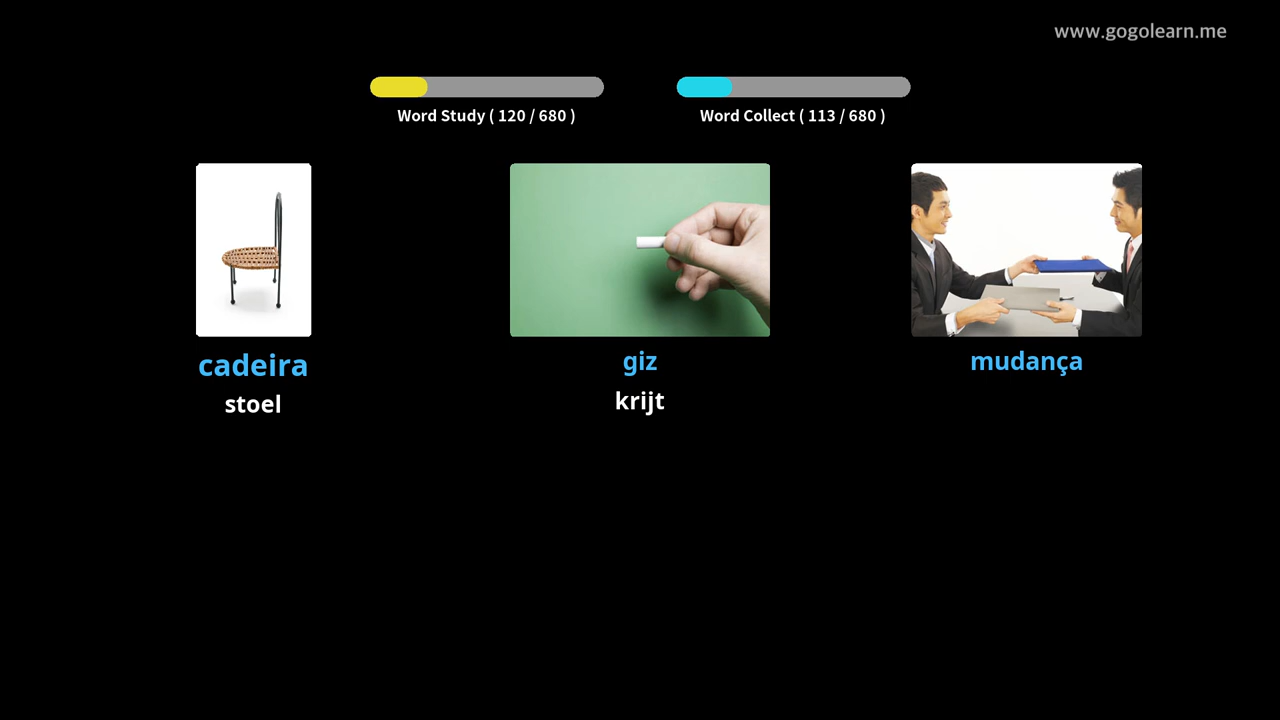 www.gogolearn.me
Word Study ( 120 / 680 )
Word Collect ( 113 / 680 )
cadeira
stoel
giz
krijt
mudança